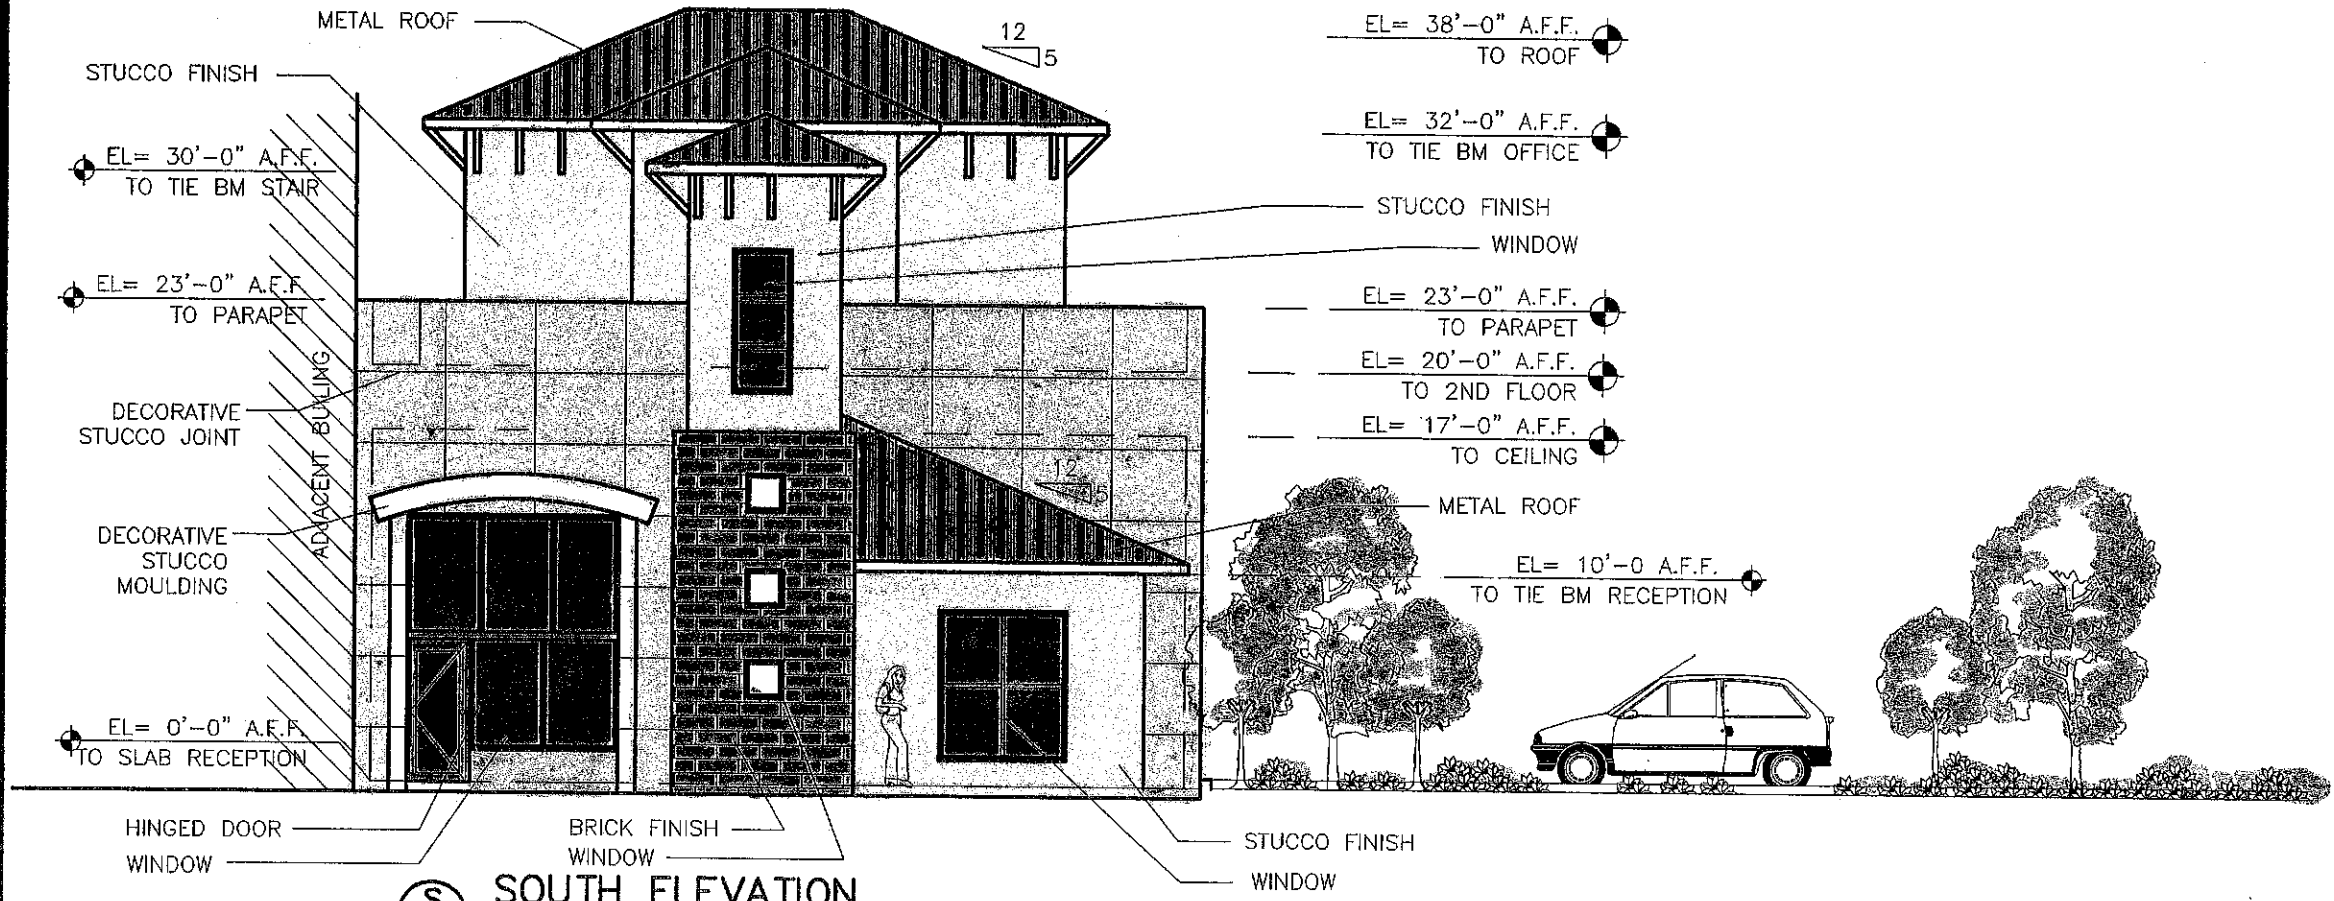 METAL ROOF
12
5
EL= 38'-0" A.F.F.
TO ROOF
STUCCO FINISH
EL= 32'-0" A.F.F.
TO TIE BM OFFICE
EL= 30'-0" A.F.F.
TO TIE BM STAIR
STUCCO FINISH
WINDOW
EL= 23'-0" A.F.F.
TO PARAPET
EL= 23'-0" A.F.F.
TO PARAPET
EL= 20'-0" A.F.F.
TO 2ND FLOOR
ADJACENT BUILING
DECORATIVE
STUCCO JOINT
EL= 17'-0" A.F.F.
TO CEILING
12
5
METAL ROOF
DECORATIVE
STUCCO
MOULDING
EL= 10'-0 A.F.F.
TO TIE BM RECEPTION
EL= 0'-0" A.F.F.
TO SLAB RECEPTION
HINGED DOOR
WINDOW
BRICK FINISH
WINDOW
STUCCO FINISH
WINDOW
S
SOUTH ELEVATION